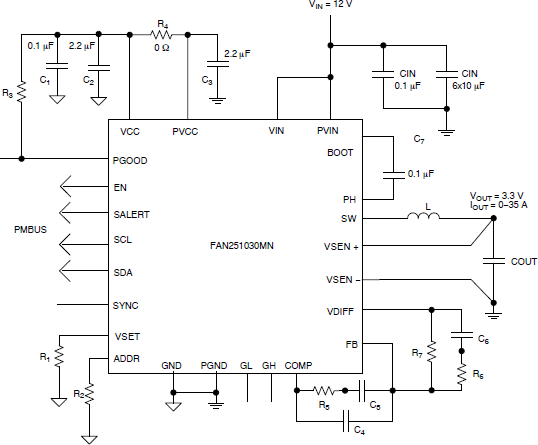 VIN = 12 V
R4
0.1 µF
2.2 µF
0 Ω
2.2 µF
C1
C2
C3
CIN
0.1 µF
CIN
6x10 µF
R3
VCC
PVCC
VIN
PVIN
C7
BOOT
PGOOD
0.1 µF
EN
PH
L
VOUT = 3.3 V
IOUT = 0–35 A
SALERT
SW
PMBUS
SCL
FAN251030MN
VSEN +
COUT
SDA
VSEN –
SYNC
VDIFF
VSET
FB
C6
R1
ADDR
R7
GND
PGND
GL
GH
COMP
R6
R2
R5
C5
C4